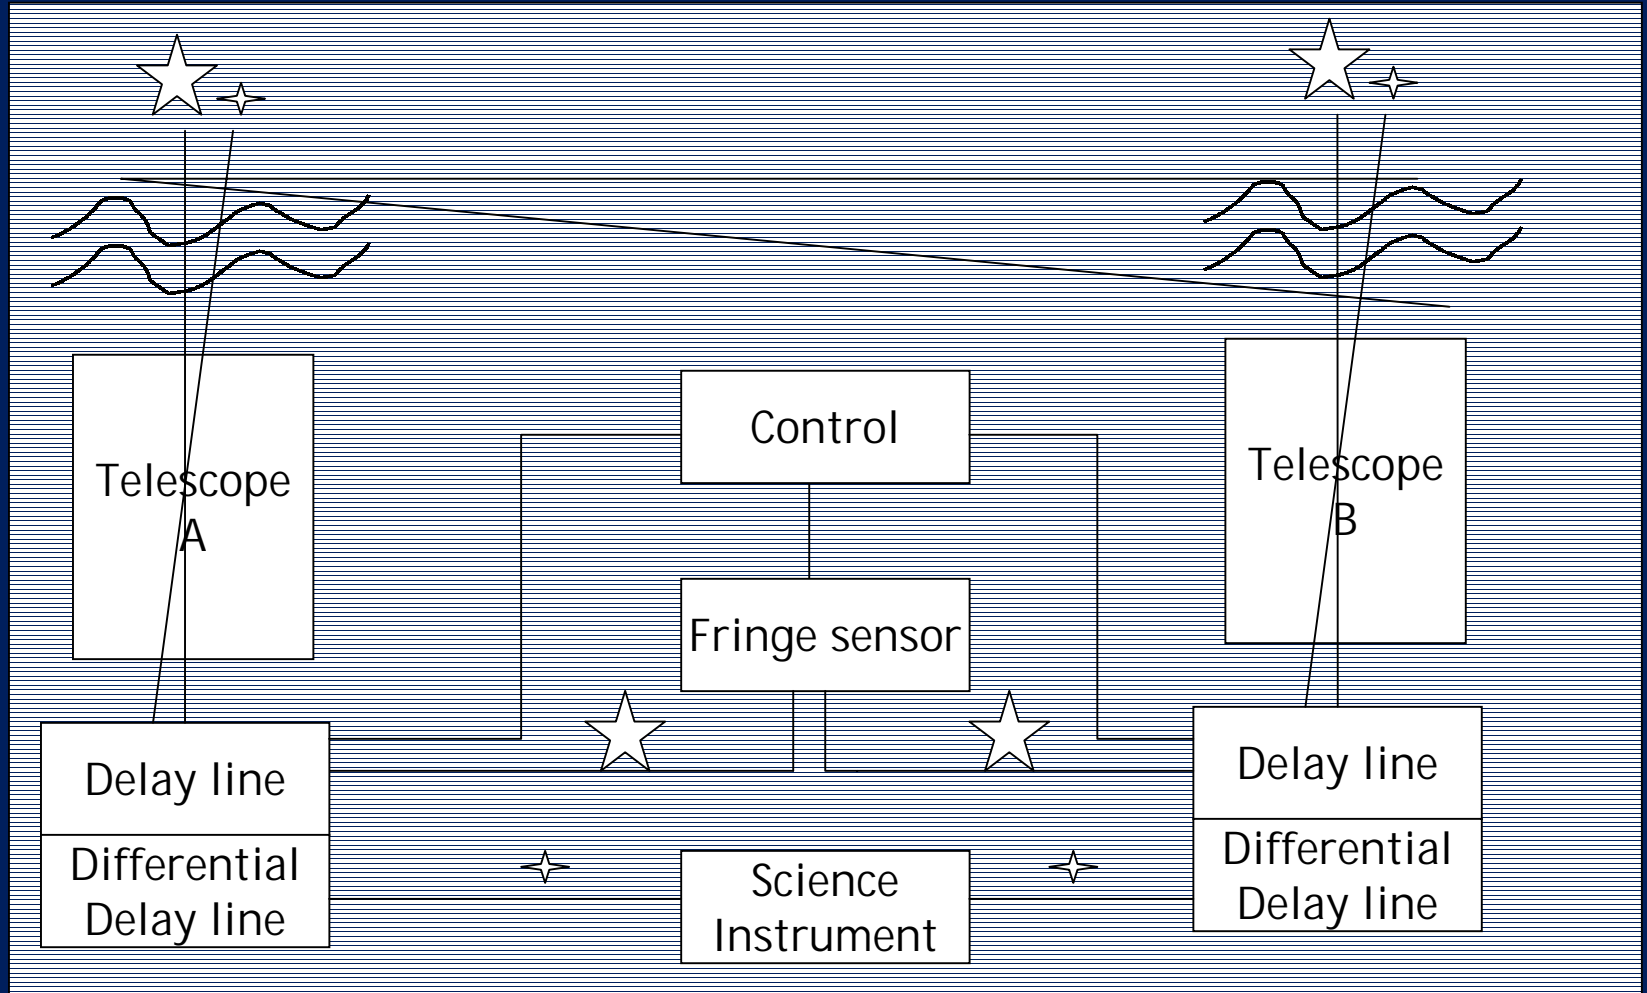 Control
Telescope
A
Telescope
B
Fringe sensor
Delay line
Differential
Delay line
Delay line
Differential
Delay line
Science
Instrument